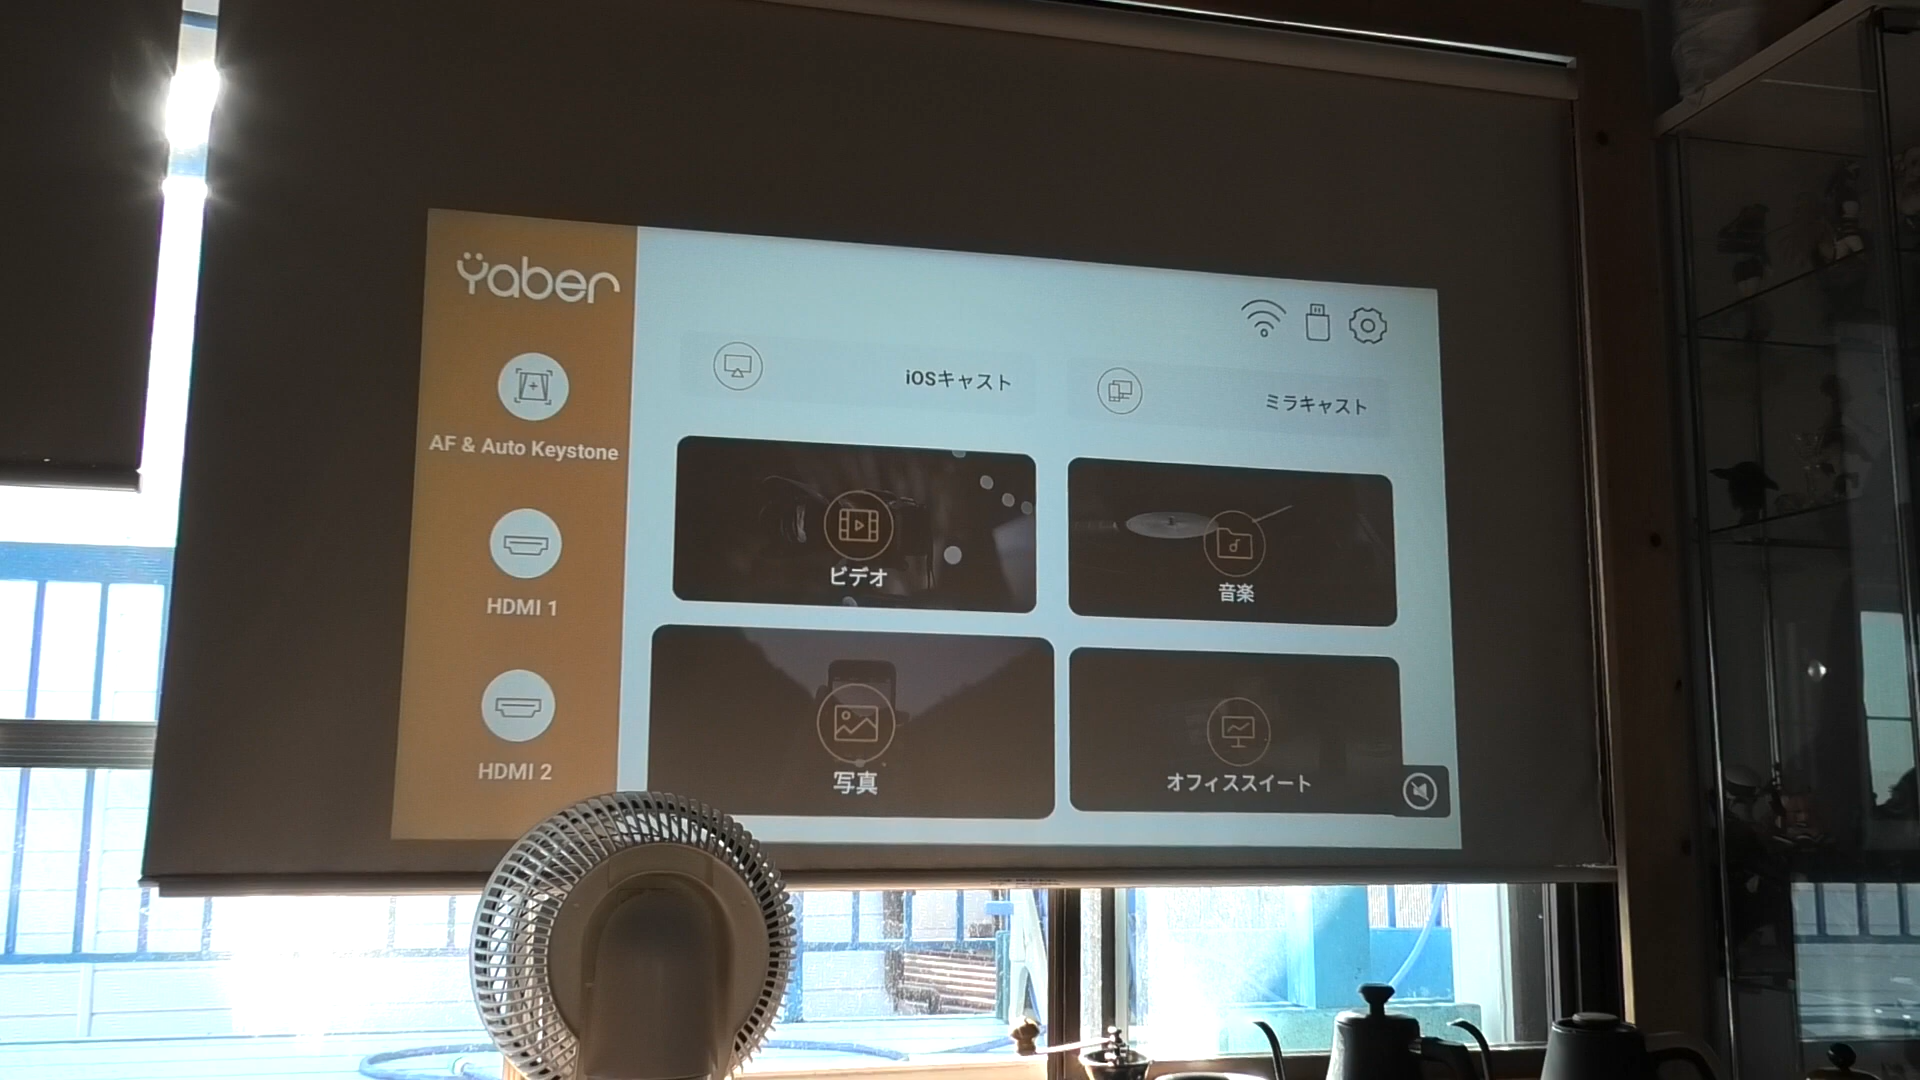 Yaber
AF & Auto Keystone
HDMI 1
HDMI 2
iOSキャスト
ミラキャスト
ビデオ
音楽
写真
オフィススイート